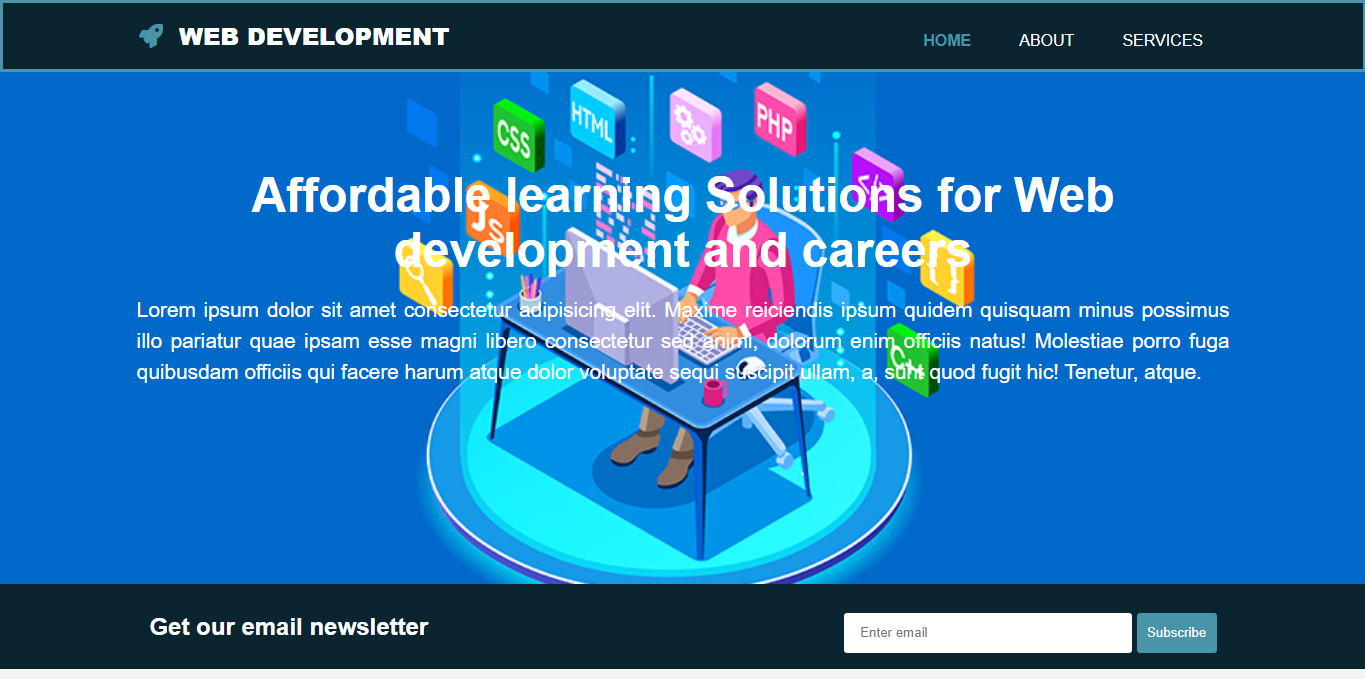 WEB DEVELOPMENT
HOME ABOUT SERVICES
CSS
HTML
PHP
</>
JS
{ }
C++
Affordable learning Solutions for Web
development and careers
Lorem ipsum dolor sit amet consectetur adipisicing elit. Maxime reiciendis ipsum quidem quisquam minus possimus
illo pariatur quae ipsam esse magni libero consectetur sed animi, dolorum enim officiis natus! Molestiae porro fuga
quibusdam officiis qui facere harum atque dolor voluptate sequi suscipit ullam, a, sunt quod fugit hic! Tenetur, atque.
Get our email newsletter
Enter email
Subscribe